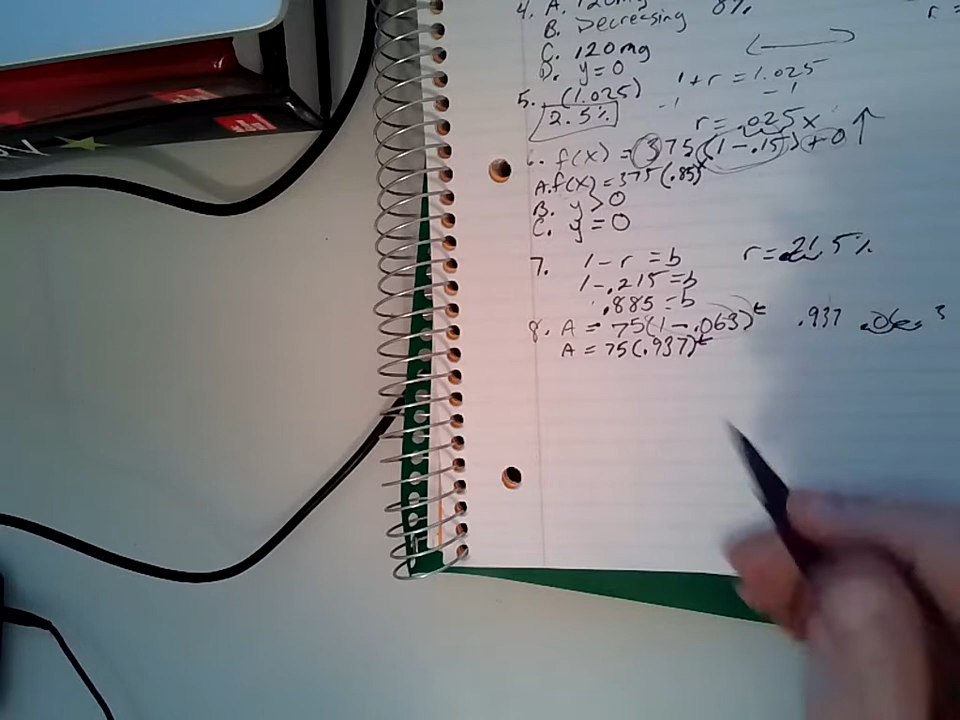 4. A. 120mg
B. Decreasing 8%
r =
C. 120mg
D. y=0
1+r = 1.025
-1 -1
5. (1.025)
2.5%
r = .025x
6. f(x) = 375(1-.15)+0 ↑
A. f(x) = 375(.85)x
B. y>0
C. y=0
7. 1-r = b r=21.5%
1-.215=b
.885 = b
8. A = 75(1-.063)t .937
A = 75(.937)t